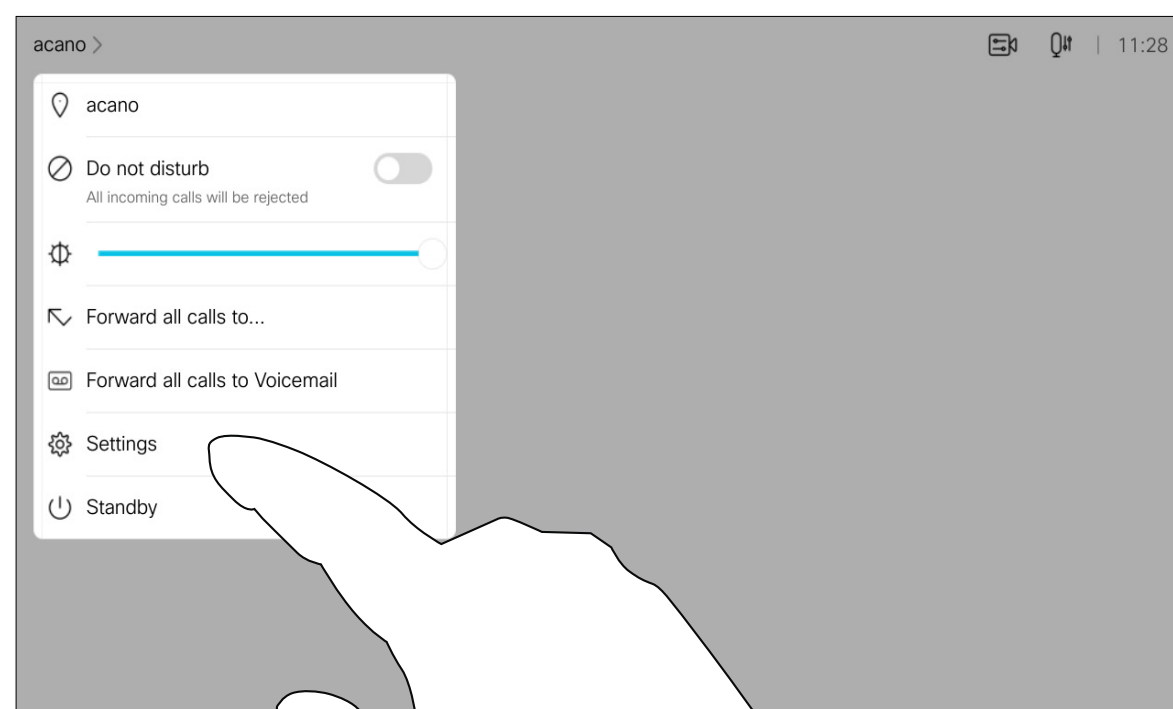 acano >
11:28
acano
Do not disturb
All incoming calls will be rejected
Forward all calls to...
Forward all calls to Voicemail
Settings
Standby